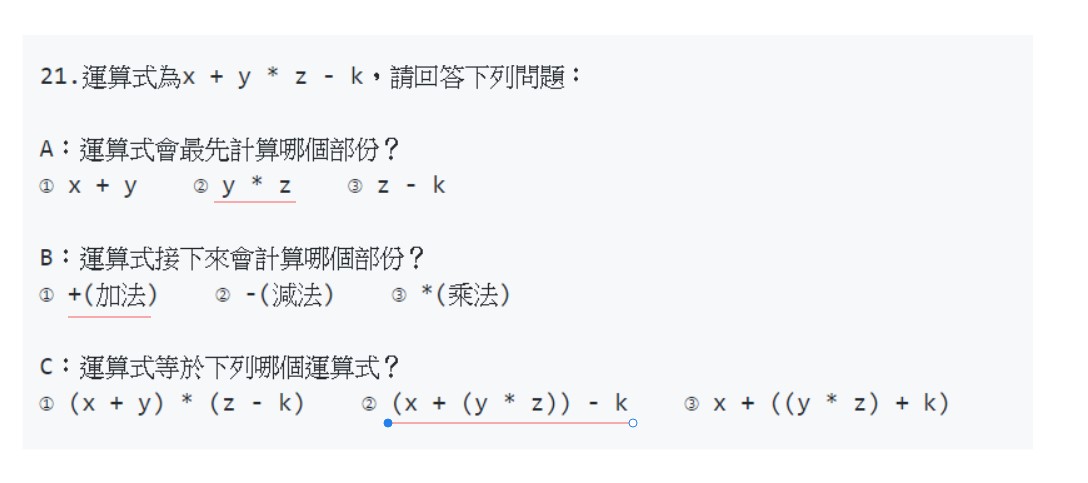 21.運算式為x + y * z - k，請回答下列問題：
A：運算式會最先計算哪個部份？
① x + y ② y * z ③ z - k
B：運算式接下來會計算哪個部份？
① +(加法) ② -(減法) ③ *(乘法)
C：運算式等於下列哪個運算式？
① (x + y) * (z - k) ② (x + (y * z)) - k ③ x + ((y * z) + k)